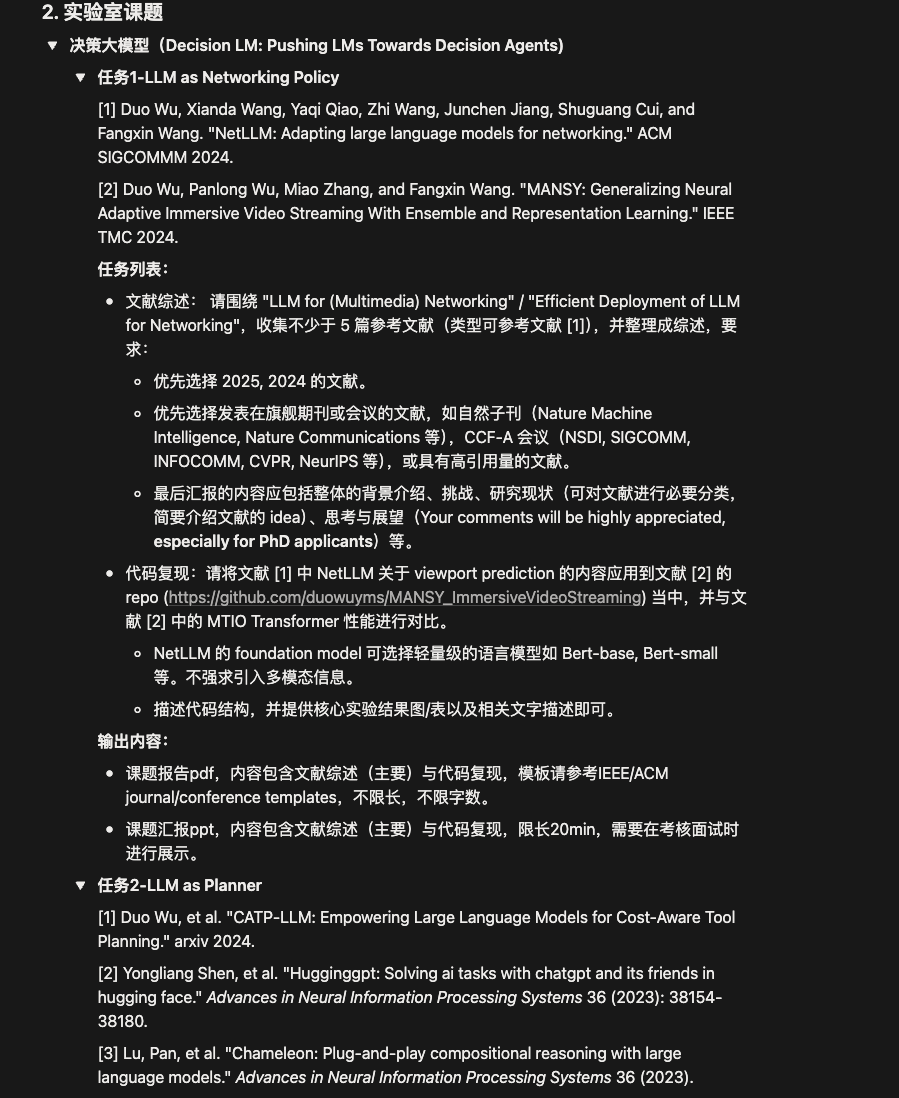 2. 实验室课题
决策大模型（Decision LM: Pushing LMs Towards Decision Agents)
任务1-LLM as Networking Policy
[1] Duo Wu, Xianda Wang, Yaqi Qiao, Zhi Wang, Junchen Jiang, Shuguang Cui, and
Fangxin Wang. "NetLLM: Adapting large language models for networking." ACM
SIGCOMMM 2024.
[2] Duo Wu, Panlong Wu, Miao Zhang, and Fangxin Wang. "MANSY: Generalizing Neural
Adaptive Immersive Video Streaming With Ensemble and Representation Learning." IEEE
TMC 2024.
任务列表：
文献综述： 请围绕 "LLM for (Multimedia) Networking" / "Efficient Deployment of LLM
for Networking"，收集不少于 5 篇参考文献（类型可参考文献 [1]），并整理成综述，要
求：
优先选择 2025, 2024 的文献。
优先选择发表在旗舰期刊或会议的文献，如自然子刊（Nature Machine
Intelligence, Nature Communications 等），CCF-A 会议（NSDI, SIGCOMM,
INFOCOMM, CVPR, NeurIPS 等），或具有高引用量的文献。
最后汇报的内容应包括整体的背景介绍、挑战、研究现状（可对文献进行必要分类，
简要介绍文献的 idea）、思考与展望（Your comments will be highly appreciated,
especially for PhD applicants）等。
代码复现：请将文献 [1] 中 NetLLM 关于 viewport prediction 的内容应用到文献 [2] 的
repo (https://github.com/duowuyms/MANSY_ImmersiveVideoStreaming) 当中，并与文
献 [2] 中的 MTIO Transformer 性能进行对比。
NetLLM 的 foundation model 可选择轻量级的语言模型如 Bert-base, Bert-small
等。不强求引入多模态信息。
描述代码结构，并提供核心实验结果图/表以及相关文字描述即可。
输出内容：
课题报告pdf，内容包含文献综述（主要）与代码复现，模板请参考IEEE/ACM
journal/conference templates，不限长，不限字数。
课题汇报ppt，内容包含文献综述（主要）与代码复现，限长20min，需要在考核面试时
进行展示。
任务2-LLM as Planner
[1] Duo Wu, et al. "CATP-LLM: Empowering Large Language Models for Cost-Aware Tool
Planning." arxiv 2024.
[2] Yongliang Shen, et al. "Hugginggpt: Solving ai tasks with chatgpt and its friends in
hugging face." Advances in Neural Information Processing Systems 36 (2023): 38154-
38180.
[3] Lu, Pan, et al. "Chameleon: Plug-and-play compositional reasoning with large
language models." Advances in Neural Information Processing Systems 36 (2023).